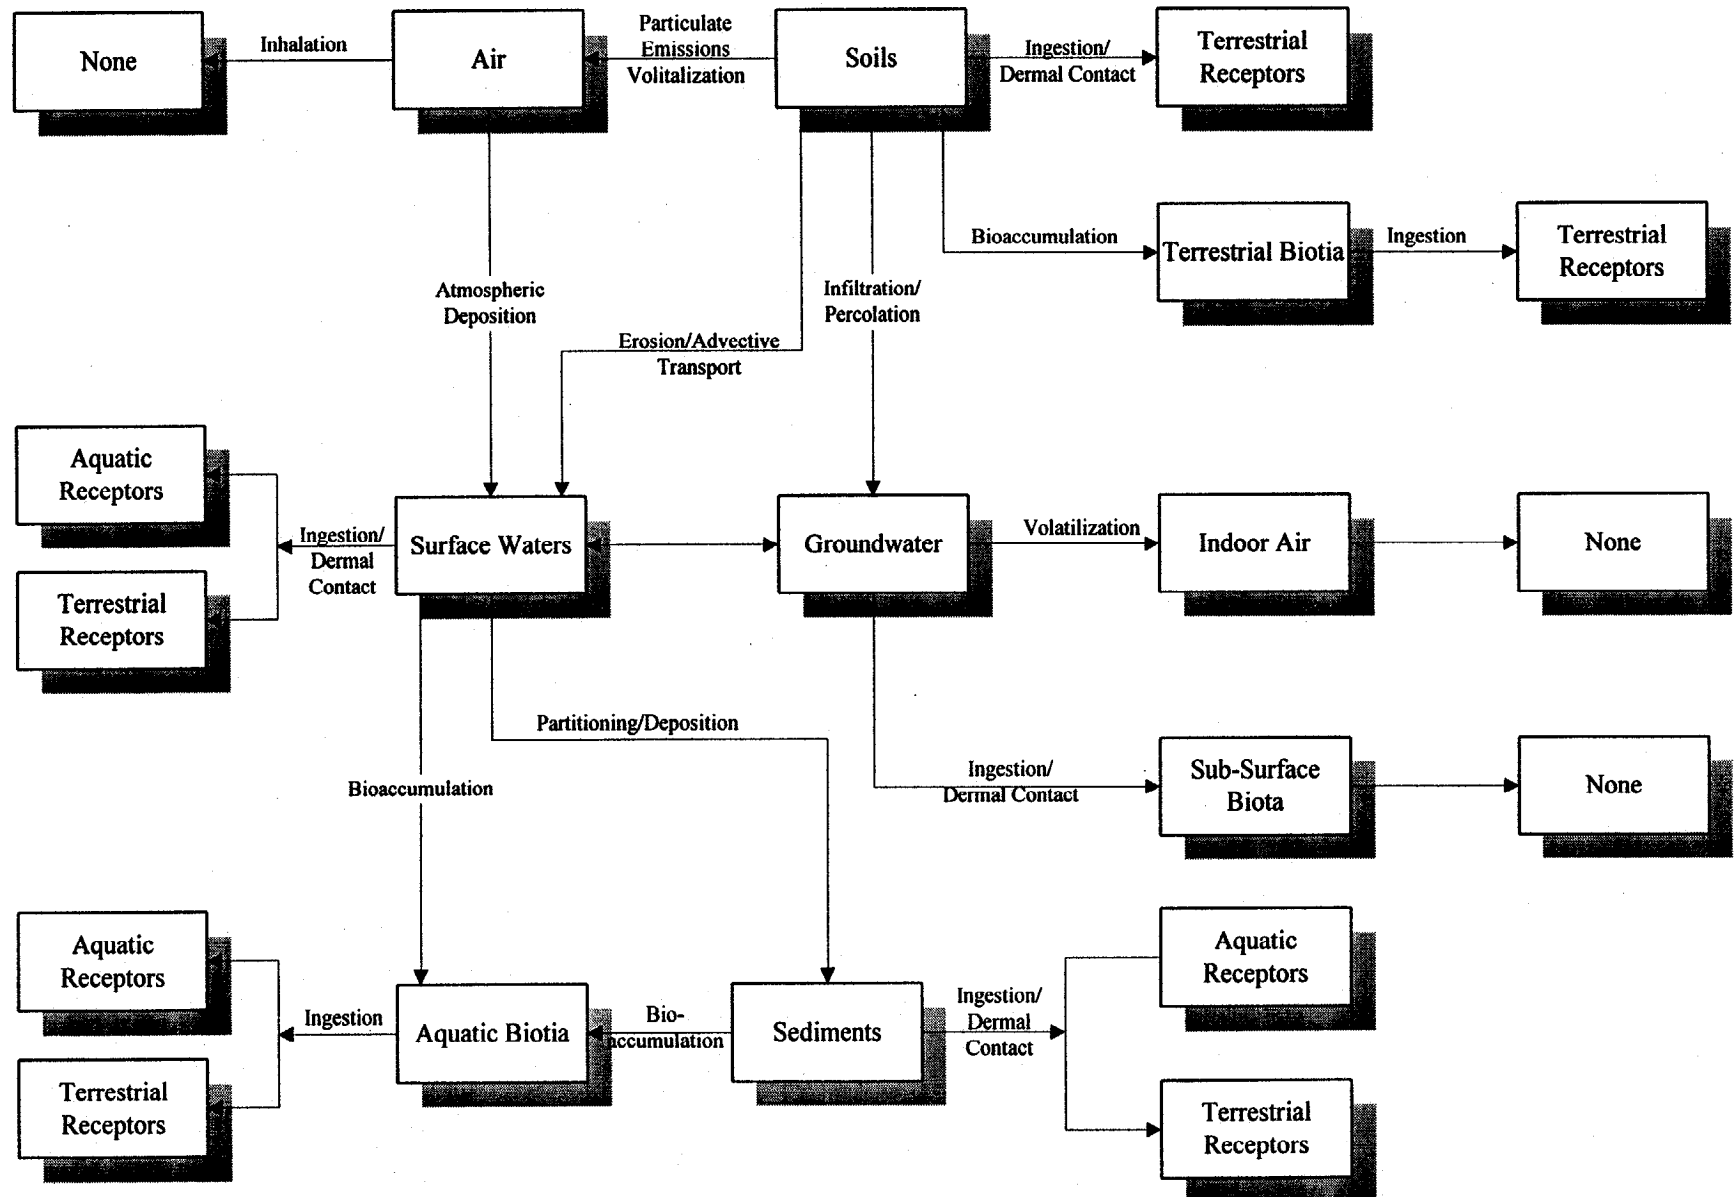 None
Inhalation
Air
Particulate
Emissions
Volitalization
Soils
Ingestion/
Dermal Contact
Terrestrial
Receptors
Bioaccumulation
Terrestrial Biotia
Ingestion
Terrestrial
Receptors
Atmospheric
Deposition
Infiltration/
Percolation
Erosion/Advective
Transport
Aquatic
Receptors
Terrestrial
Receptors
Ingestion/
Dermal
Contact
Surface Waters
Groundwater
Volatilization
Indoor Air
None
Partitioning/Deposition
Bioaccumulation
Ingestion/
Dermal Contact
Sub-Surface
Biota
None
Aquatic
Receptors
Terrestrial
Receptors
Ingestion
Aquatic Biotia
Bio-
accumulation
Sediments
Ingestion/
Dermal
Contact
Aquatic
Receptors
Terrestrial
Receptors